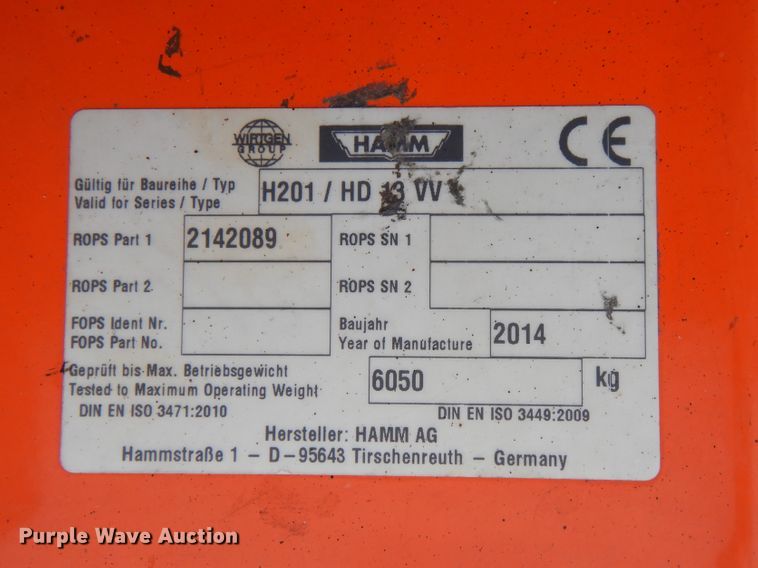 WIRTGEN
GROUP
HAMM
CE
Gültig für Baureihe / Typ
Valid for Series / Type
H201 / HD 13 VV
ROPS Part 1
2142089
ROPS SN 1
ROPS Part 2
ROPS SN 2
FOPS Ident Nr.
FOPS Part No.
Baujahr
Year of Manufacture
2014
Geprüft bis Max. Betriebsgewicht
Tested to Maximum Operating Weight
6050
kg
DIN EN ISO 3471:2010
DIN EN ISO 3449:2009
Hersteller: HAMM AG
Hammstraße 1 – D–95643 Tirschenreuth – Germany
Purple Wave Auction